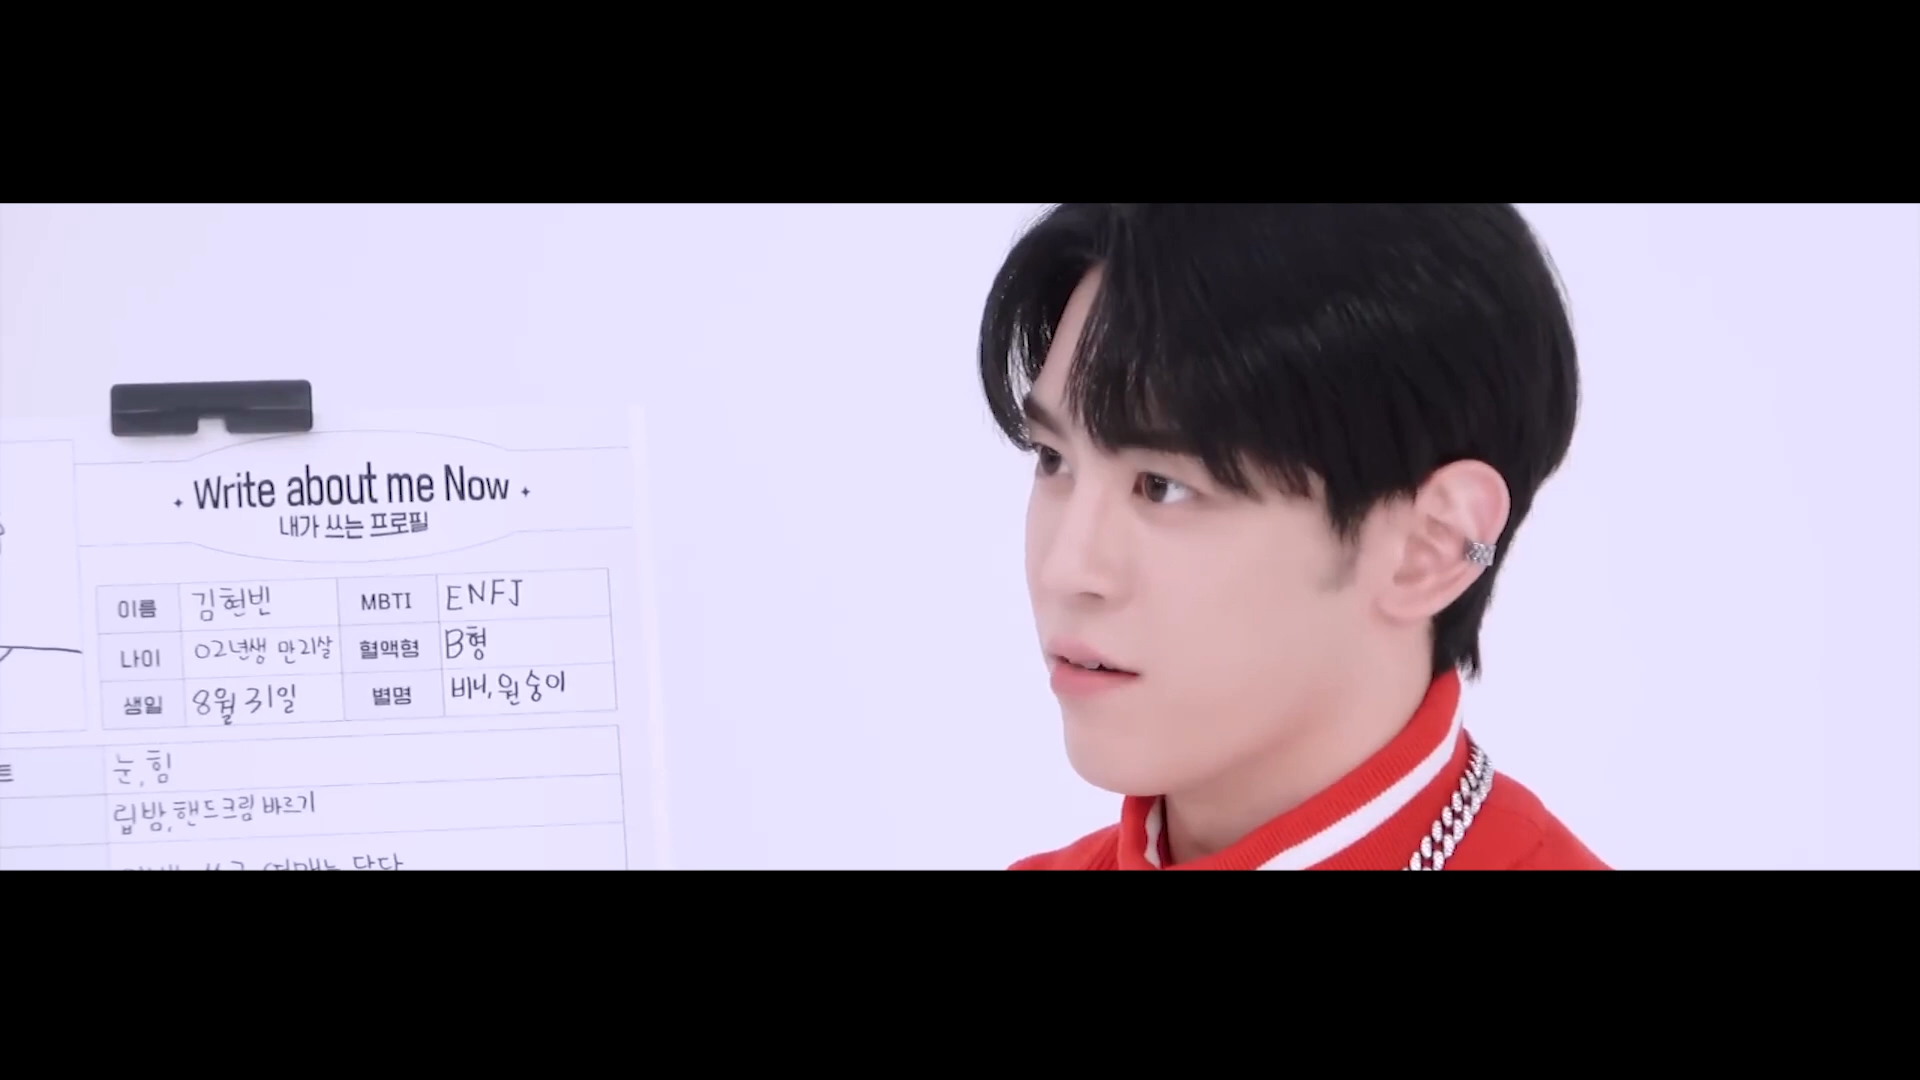 Write about me Now
내가 쓰는 프로필
이름 김현빈 MBTI ENFJ
나이 02년생 만21살 혈액형 B형
생일 8월 31일 별명 비니, 원숭이
트 눈, 힘
립밤, 핸드크림 바르기